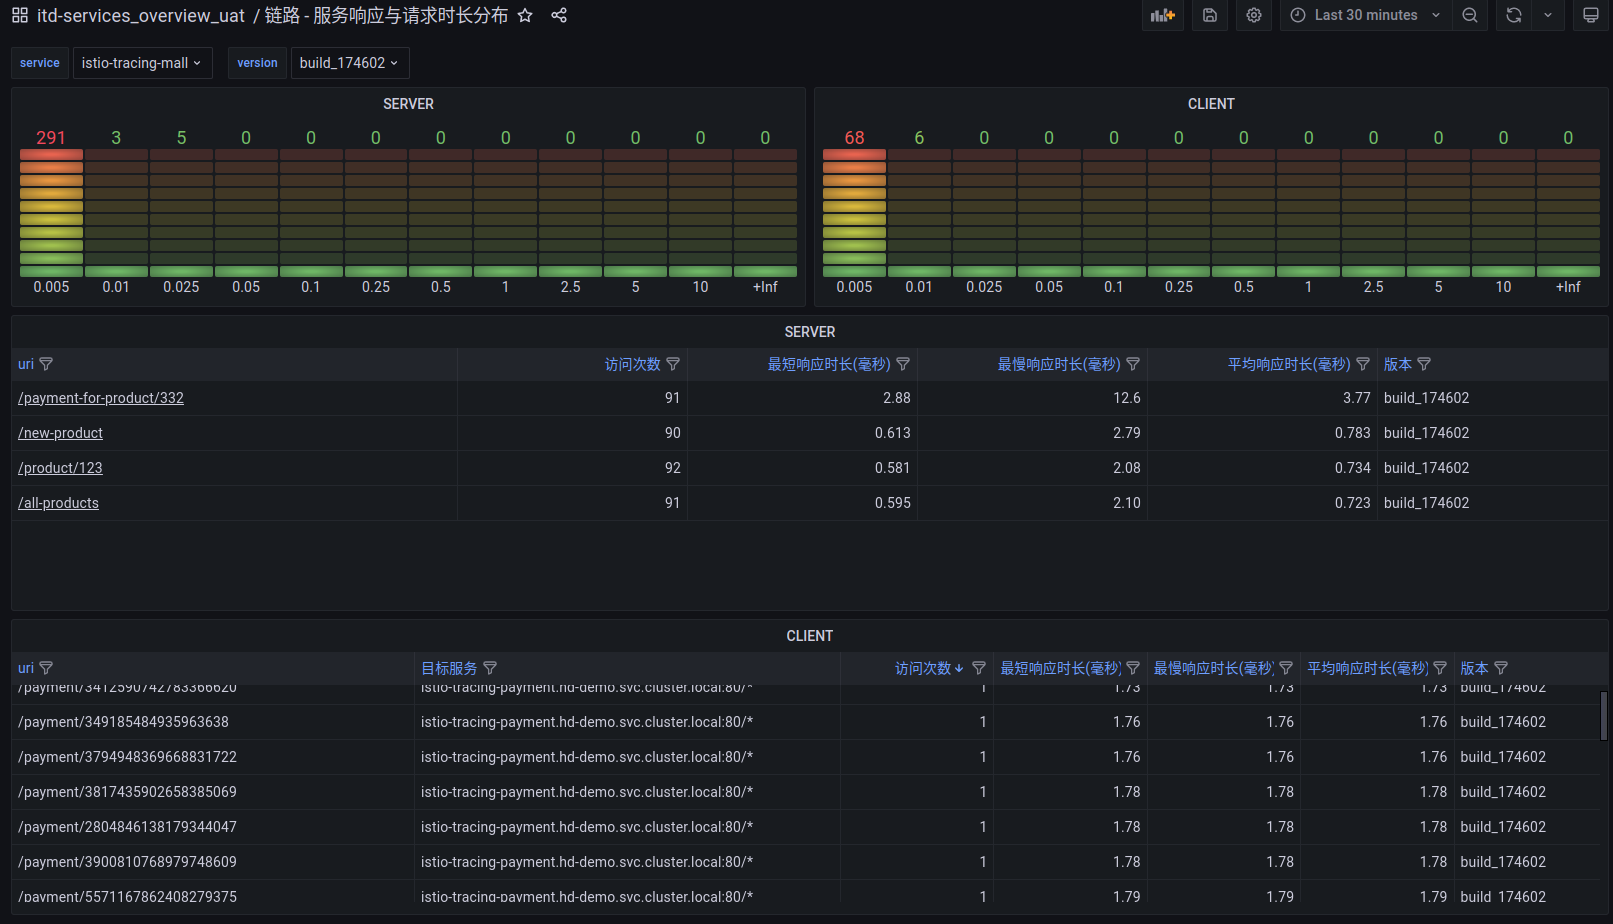 itd-services_overview_uat / 链路 - 服务响应与请求时长分布
Last 30 minutes
service istio-tracing-mall version build_174602
SERVER
291 3 5 0 0 0 0 0 0 0 0 0
0.005 0.01 0.025 0.05 0.1 0.25 0.5 1 2.5 5 10 +Inf
CLIENT
68 6 0 0 0 0 0 0 0 0 0 0
0.005 0.01 0.025 0.05 0.1 0.25 0.5 1 2.5 5 10 +Inf
SERVER
uri 访问次数 最短响应时长(毫秒) 最慢响应时长(毫秒) 平均响应时长(毫秒) 版本
/payment-for-product/332 91 2.88 12.6 3.77 build_174602
/new-product 90 0.613 2.79 0.783 build_174602
/product/123 92 0.581 2.08 0.734 build_174602
/all-products 91 0.595 2.10 0.723 build_174602
CLIENT
uri 目标服务 访问次数 最短响应时长(毫秒) 最慢响应时长(毫秒) 平均响应时长(毫秒) 版本
/payment/3412590742783366620 istio-tracing-payment.hd-demo.svc.cluster.local:80/* 1 1.73 1.73 1.73 build_174602
/payment/349185484935963638 istio-tracing-payment.hd-demo.svc.cluster.local:80/* 1 1.76 1.76 1.76 build_174602
/payment/3794948369668831722 istio-tracing-payment.hd-demo.svc.cluster.local:80/* 1 1.76 1.76 1.76 build_174602
/payment/3817435902658385069 istio-tracing-payment.hd-demo.svc.cluster.local:80/* 1 1.78 1.78 1.78 build_174602
/payment/2804846138179344047 istio-tracing-payment.hd-demo.svc.cluster.local:80/* 1 1.78 1.78 1.78 build_174602
/payment/3900810768979748609 istio-tracing-payment.hd-demo.svc.cluster.local:80/* 1 1.78 1.78 1.78 build_174602
/payment/5571167862408279375 istio-tracing-payment.hd-demo.svc.cluster.local:80/* 1 1.79 1.79 1.79 build_174602